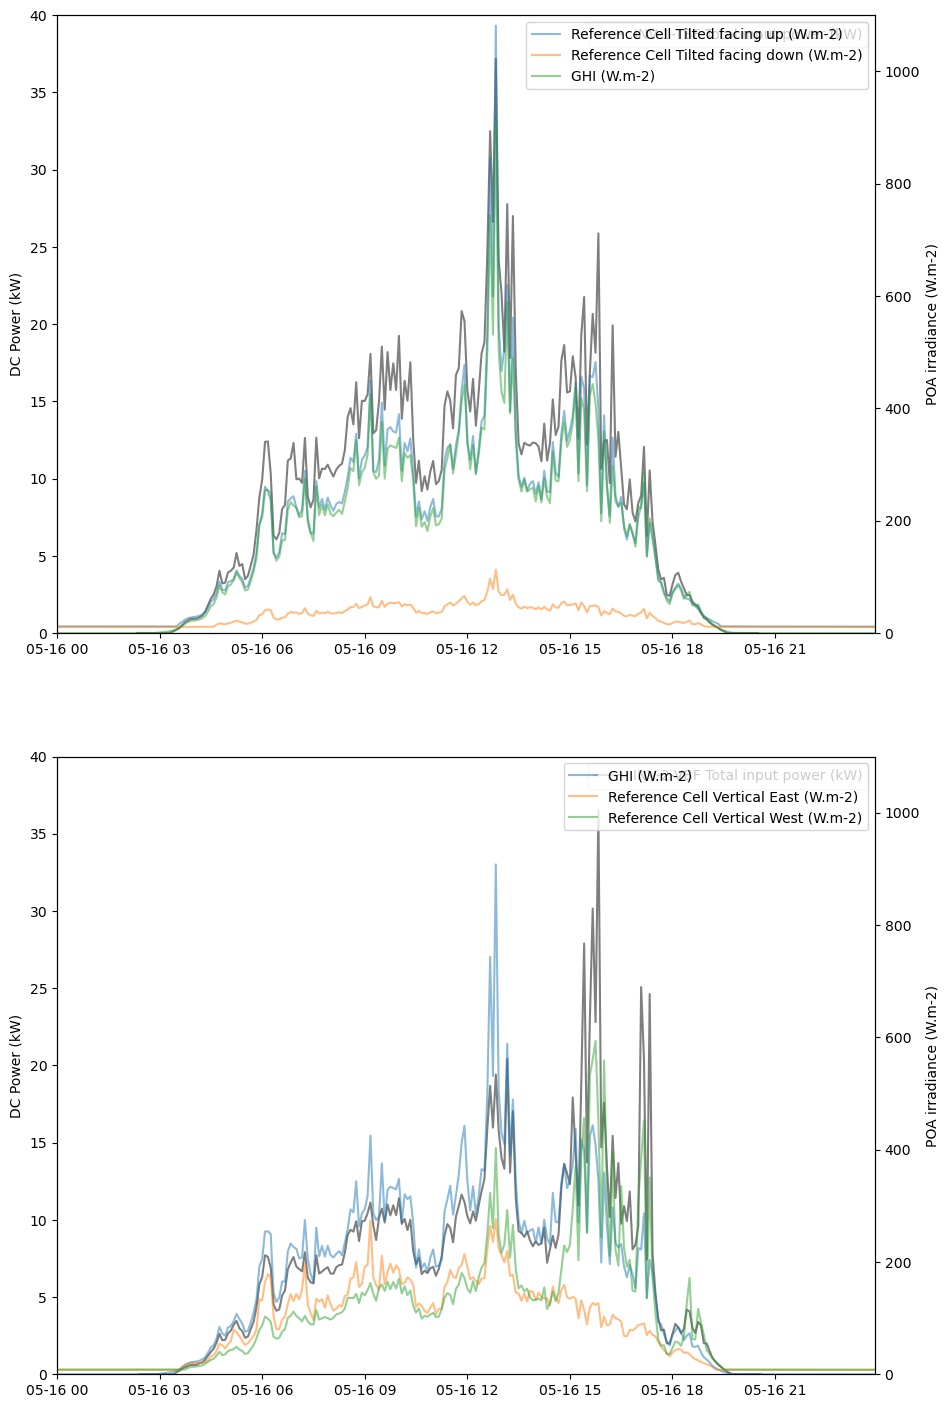 40
35
30
25
20
15
10
5
0
DC Power (kW)
Reference Cell Tilted facing up (W.m-2)
Reference Cell Tilted facing down (W.m-2)
GHI (W.m-2)
1000
800
600
400
200
0
POA irradiance (W.m-2)
05-16 00 05-16 03 05-16 06 05-16 09 05-16 12 05-16 15 05-16 18 05-16 21
40
35
30
25
20
15
10
5
0
DC Power (kW)
Total input power (kW)
GHI (W.m-2)
Reference Cell Vertical East (W.m-2)
Reference Cell Vertical West (W.m-2)
1000
800
600
400
200
0
POA irradiance (W.m-2)
05-16 00 05-16 03 05-16 06 05-16 09 05-16 12 05-16 15 05-16 18 05-16 21